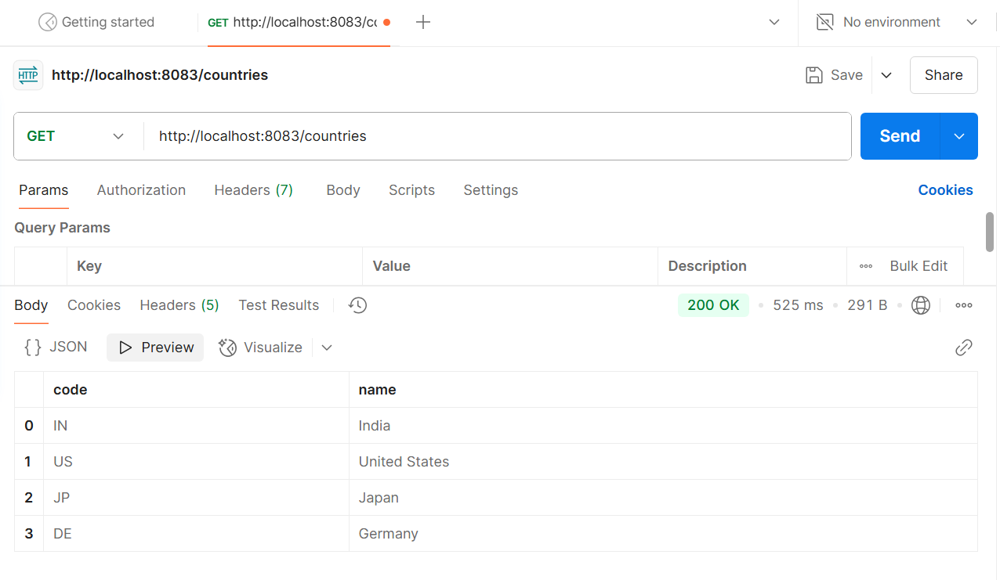 Getting started
GET http://localhost:8083/cc
No environment
HTTP http://localhost:8083/countries
Save
Share
GET http://localhost:8083/countries
Send
Params Authorization Headers (7) Body Scripts Settings Cookies
Query Params
Key Value Description Bulk Edit
Body Cookies Headers (5) Test Results 200 OK 525 ms 291 B
{} JSON Preview Visualize
code name
0 IN India
1 US United States
2 JP Japan
3 DE Germany